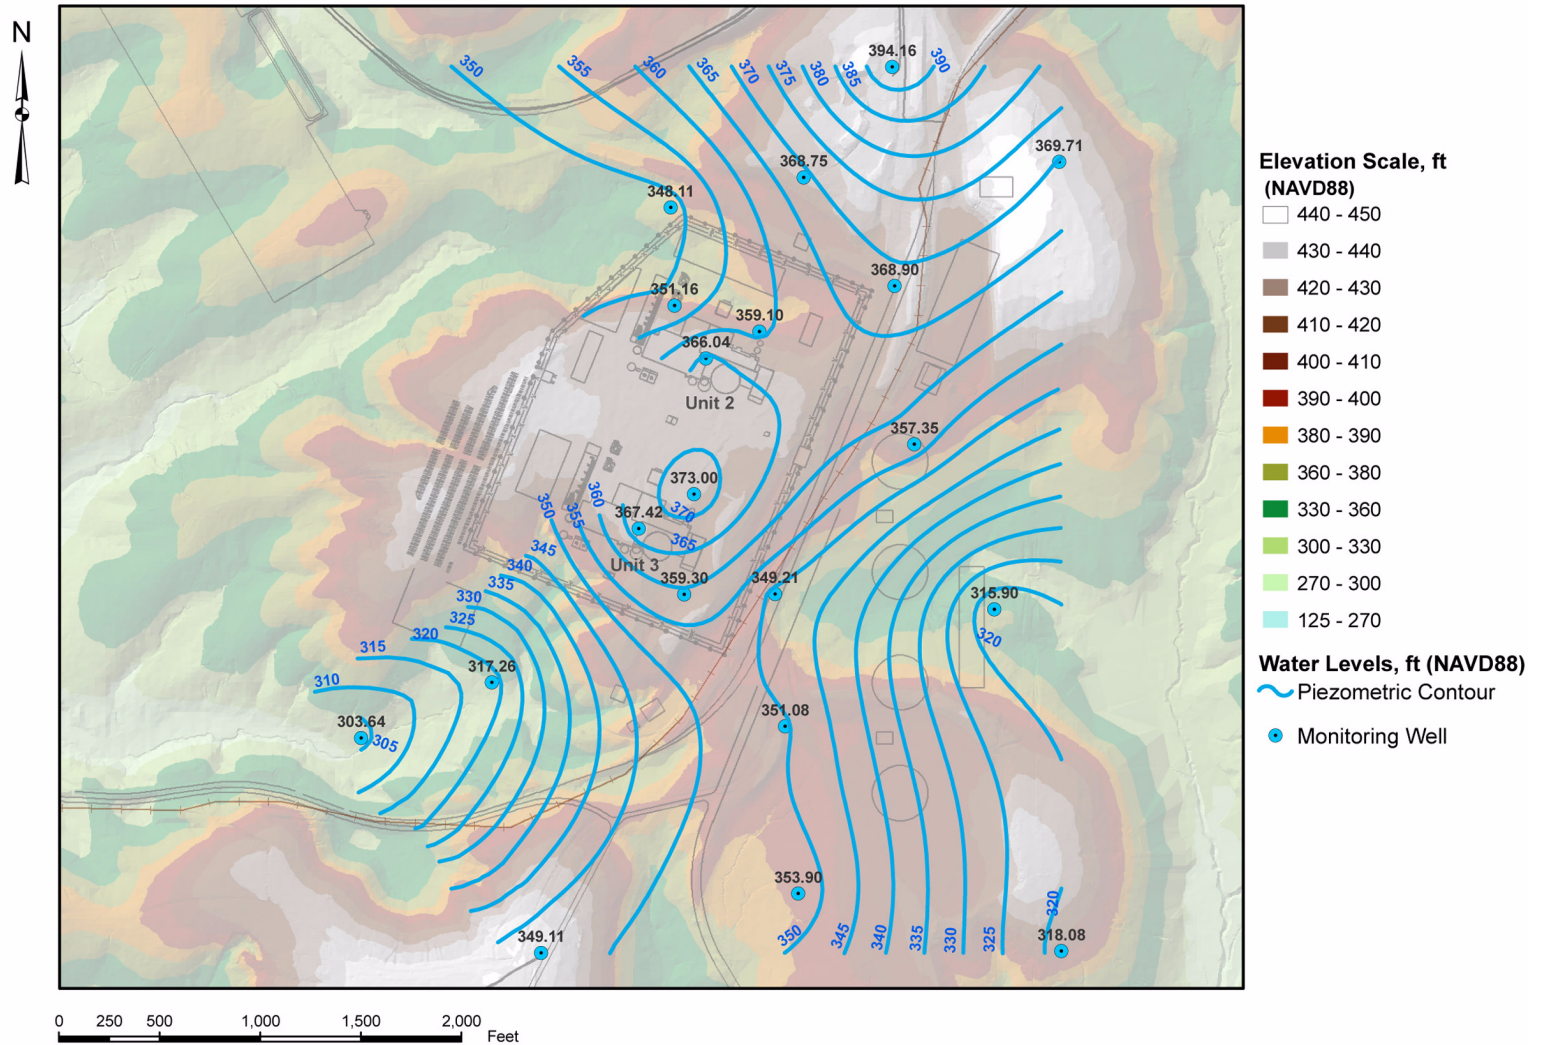 N
394.16
350
355
360
365
370
375
380
385
390
368.75
369.71
348.11
368.90
351.16
359.10
366.04
Unit 2
357.35
373.00
370
367.42
365
350
355
360
345
Unit 3
340
359.30
349.21
335
330
315.90
325
320
320
315
317.26
310
351.08
303.64
305
353.90
320
350
345
340
335
330
325
318.08
349.11
Elevation Scale, ft
(NAVD88)
440 - 450
430 - 440
420 - 430
410 - 420
400 - 410
390 - 400
380 - 390
360 - 380
330 - 360
300 - 330
270 - 300
125 - 270
Water Levels, ft (NAVD88)
Piezometric Contour
Monitoring Well
0 250 500 1,000 1,500 2,000
Feet